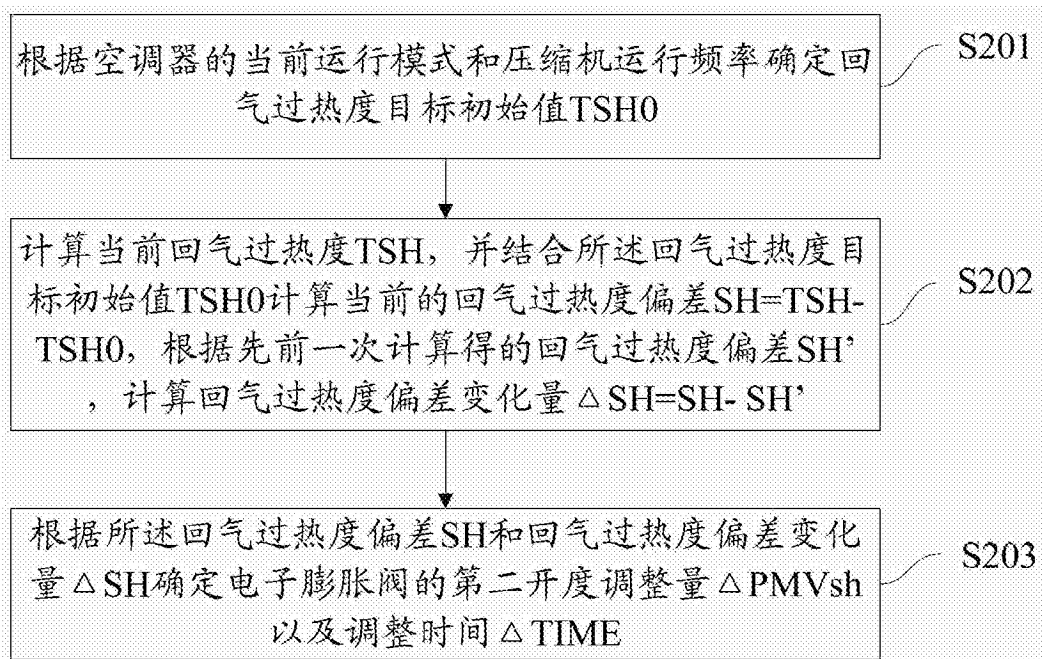 根据空调器的当前运行模式和压缩机运行频率确定回
气过热度目标初始值TSH0
S201
计算当前回气过热度TSH，并结合所述回气过热度目
标初始值TSH0计算当前的回气过热度偏差SH=TSH-
TSH0，根据先前一次计算得的回气过热度偏差SH’
，计算回气过热度偏差变化量△SH=SH- SH’
S202
根据所述回气过热度偏差SH和回气过热度偏差变化
量△SH确定电子膨胀阀的第二开度调整量△PMVsh
以及调整时间△TIME
S203